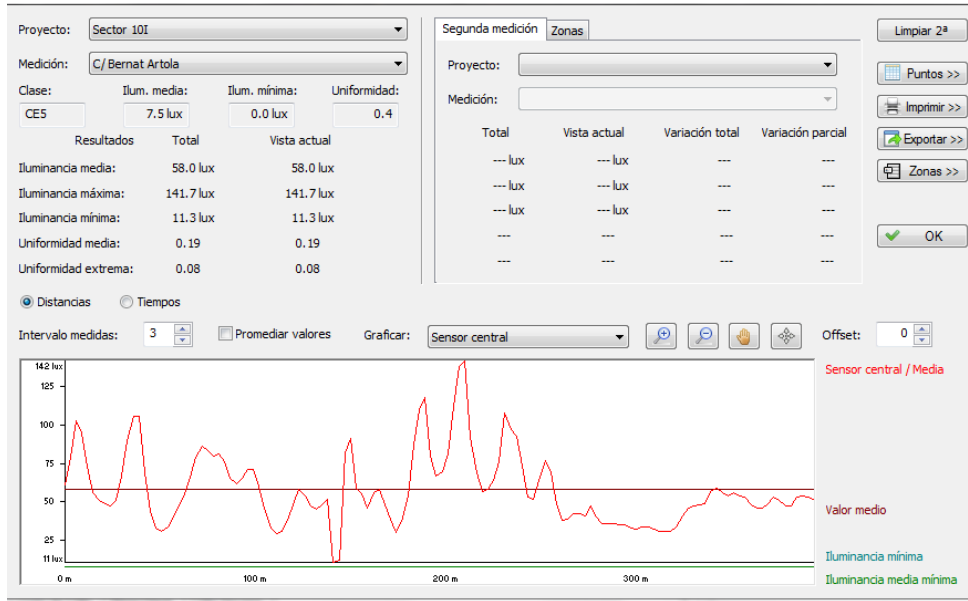 Proyecto: Sector 10I
Medición: C/ Bernat Artola
Clase: Ilum. media: Ilum. mínima: Uniformidad:
CE5 7.5 lux 0.0 lux 0.4
Resultados Total Vista actual
Iluminancia media: 58.0 lux 58.0 lux
Iluminancia máxima: 141.7 lux 141.7 lux
Iluminancia mínima: 11.3 lux 11.3 lux
Uniformidad media: 0.19 0.19
Uniformidad extrema: 0.08 0.08
Segunda medición Zonas
Proyecto:
Medición:
Total Vista actual Variación total Variación parcial
--- lux --- lux --- ---
--- lux --- lux --- ---
--- lux --- lux --- ---
--- --- --- ---
--- --- --- ---
Limpiar 2ª
Puntos >>
Imprimir >>
Exportar >>
Zonas >>
OK
Distancias Tiempos
Intervalo medidas: 3 Promediar valores Graficar: Sensor central Offset: 0
142 lux
125
100
75
50
25
11 lux
0 m 100 m 200 m 300 m
Sensor central / Media
Valor medio
Iluminancia mínima
Iluminancia media mínima